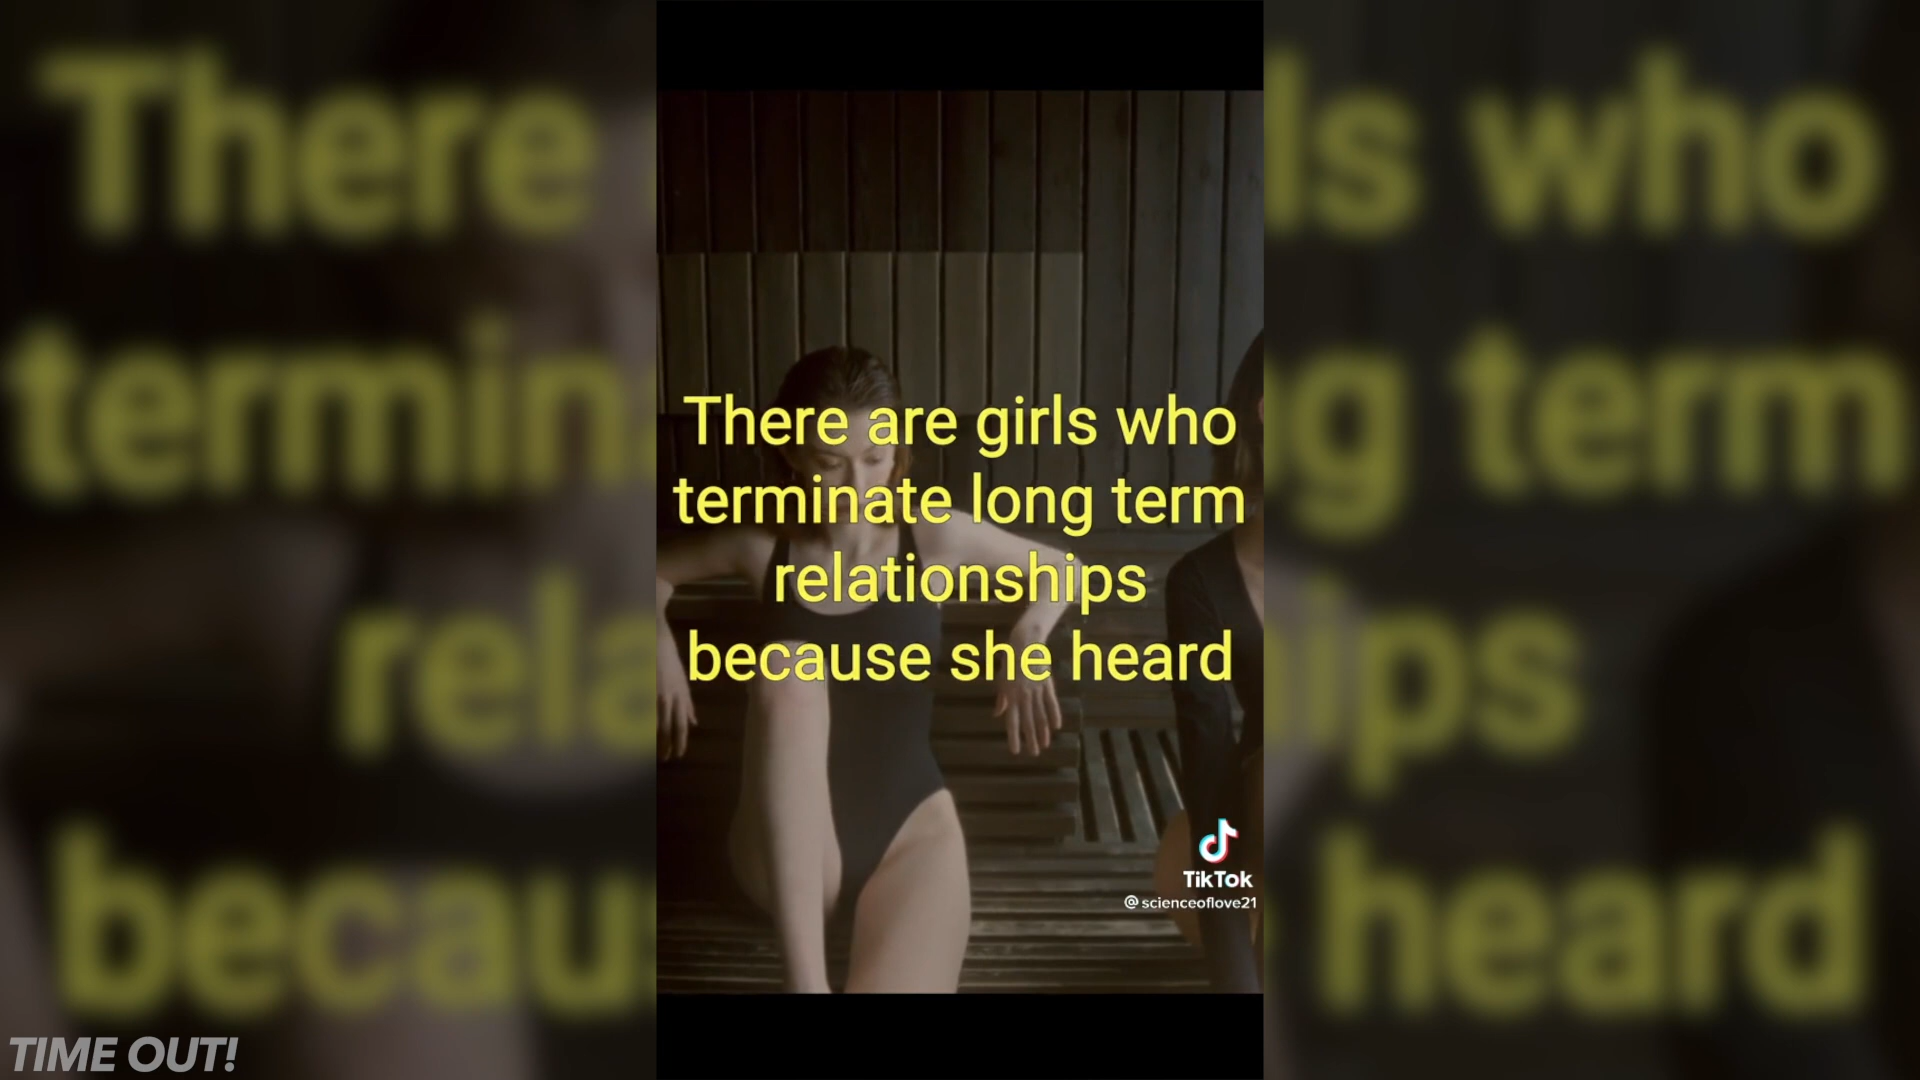 There are girls who
terminate long term
relationships
because she heard
TikTok
@scienceoflove21
TIME OUT!